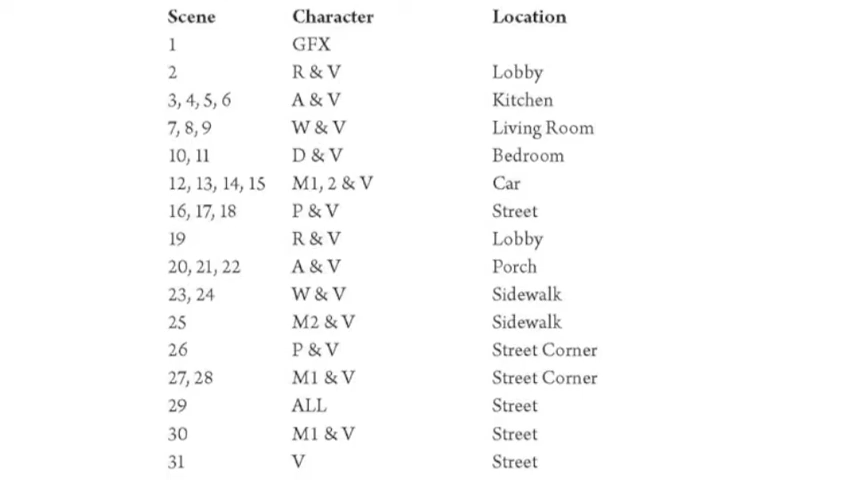 Scene Character Location
1 GFX
2 R & V Lobby
3, 4, 5, 6 A & V Kitchen
7, 8, 9 W & V Living Room
10, 11 D & V Bedroom
12, 13, 14, 15 M1, 2 & V Car
16, 17, 18 P & V Street
19 R & V Lobby
20, 21, 22 A & V Porch
23, 24 W & V Sidewalk
25 M2 & V Sidewalk
26 P & V Street Corner
27, 28 M1 & V Street Corner
29 ALL Street
30 M1 & V Street
31 V Street